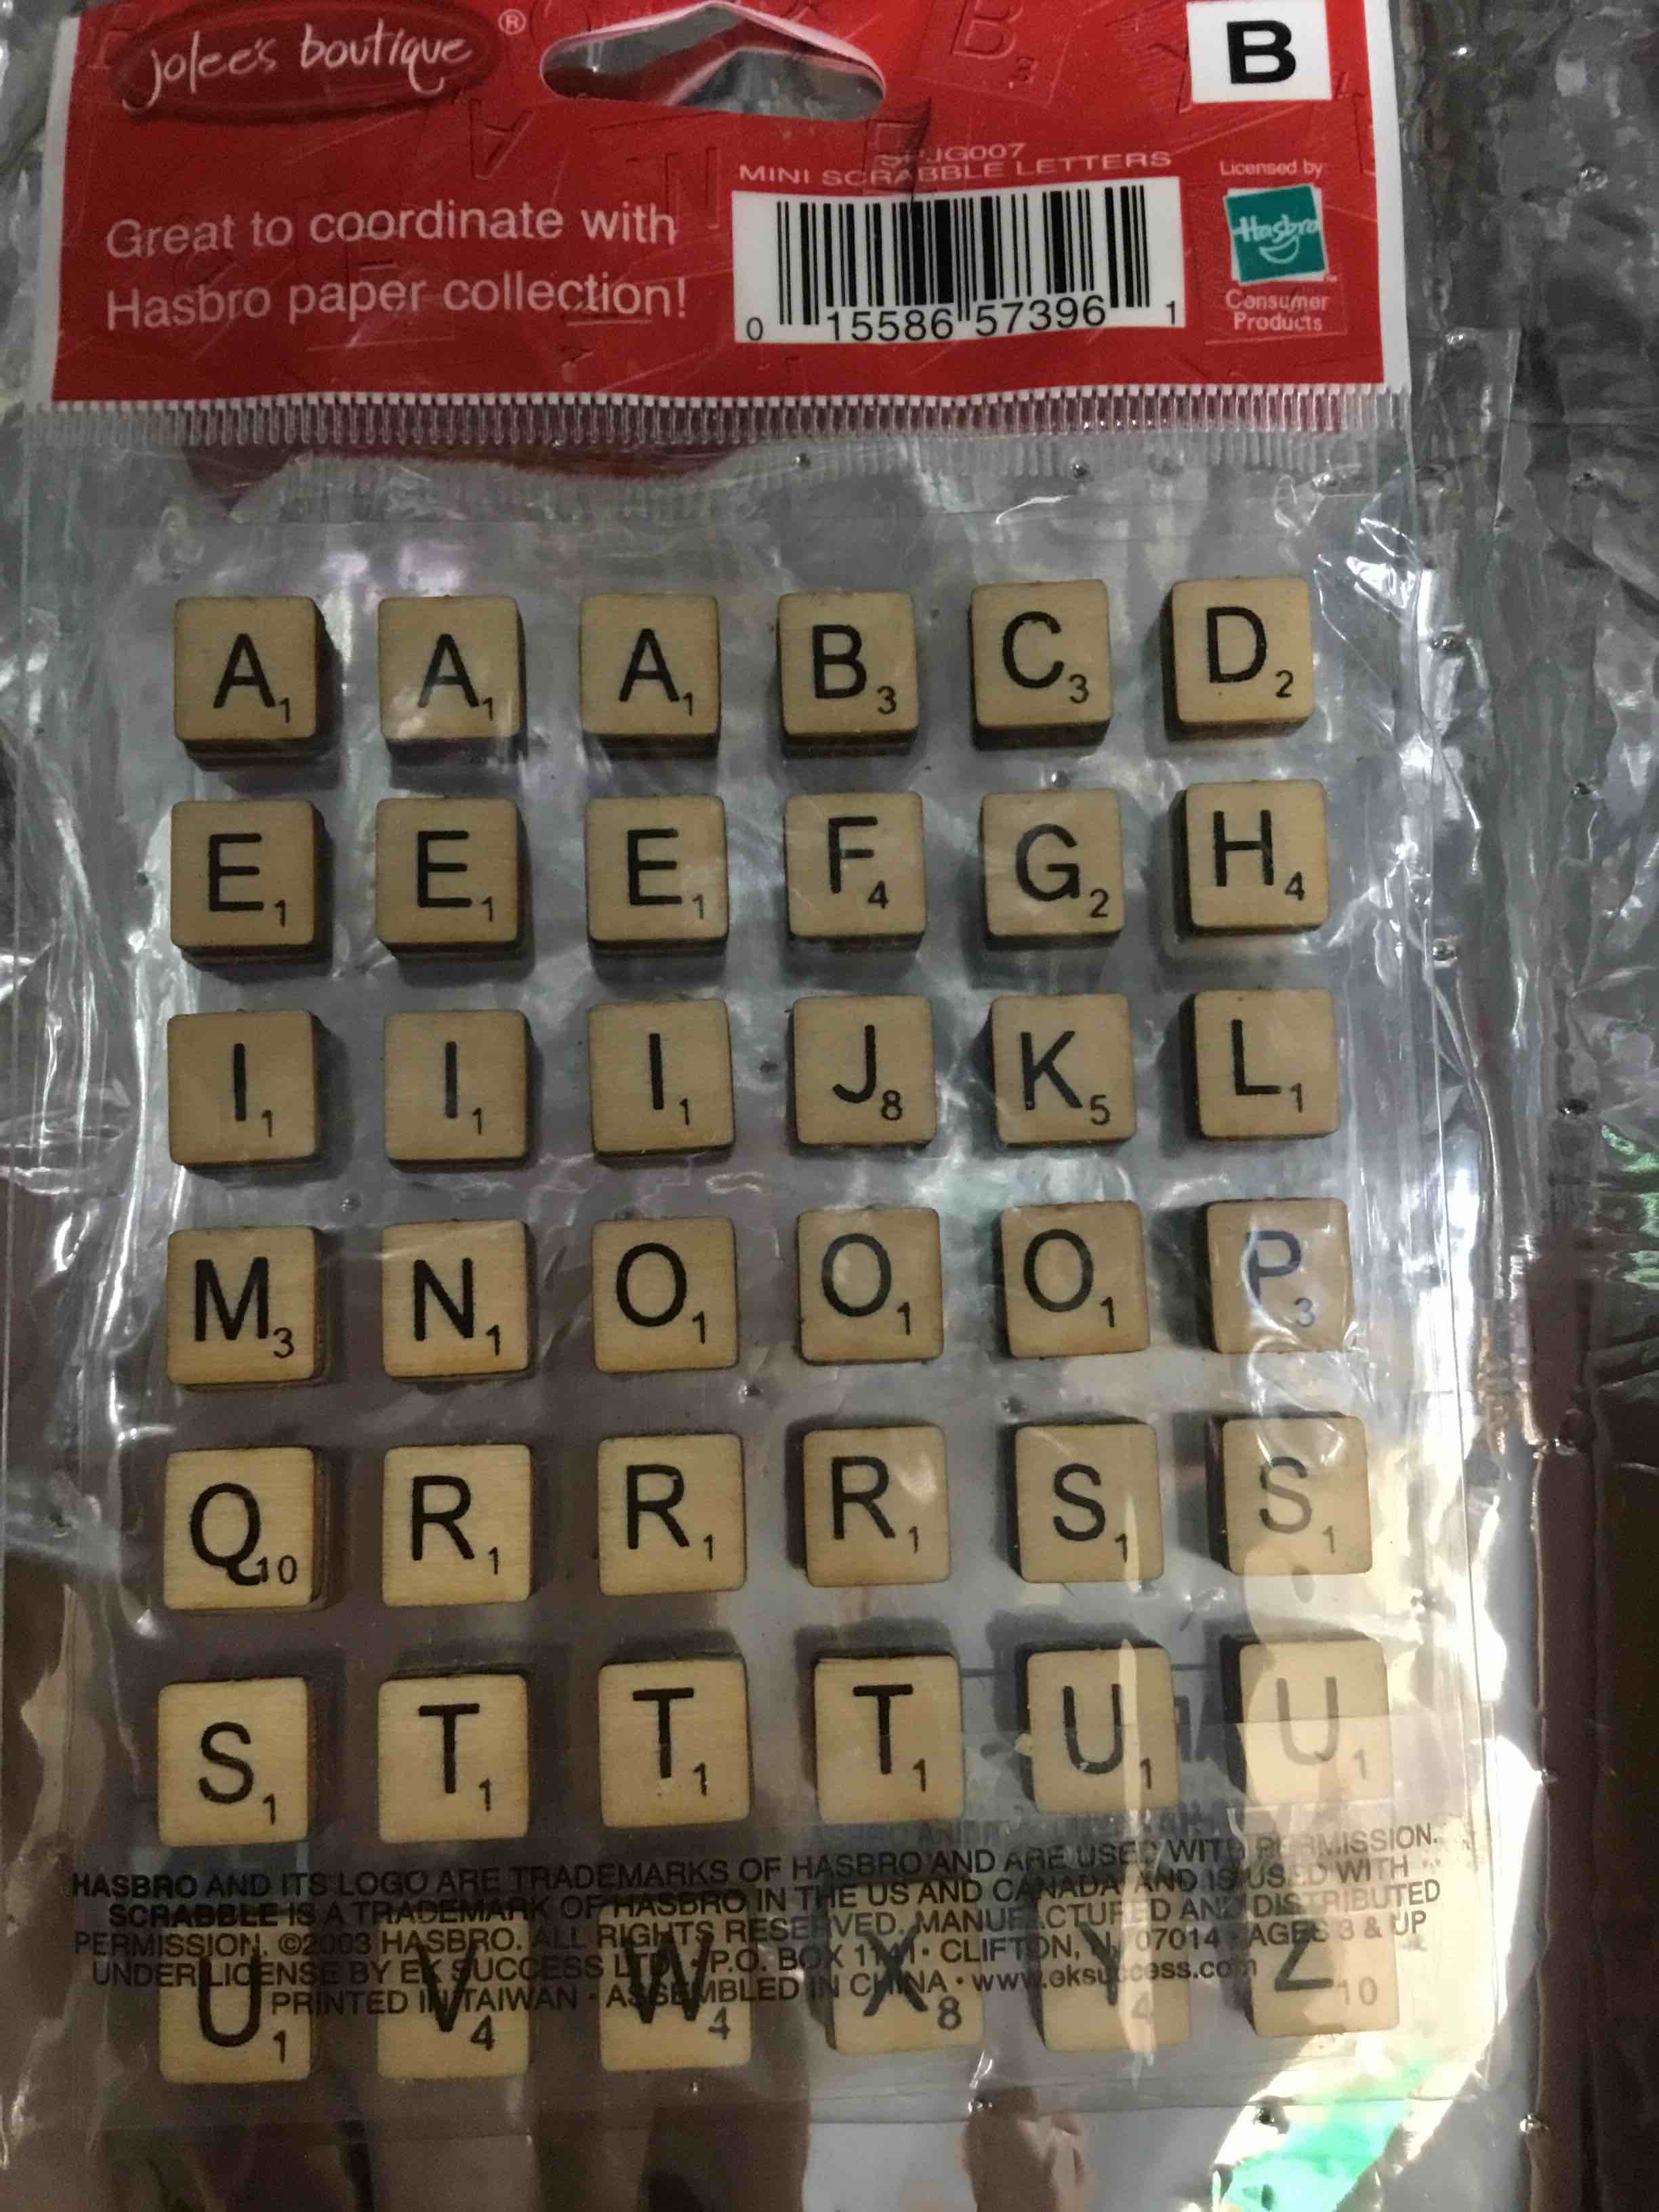 jolee's boutique ®
B
SPJG007
MINI SCRABBLE LETTERS
Licensed by:
Hasbro
Consumer
Products
Great to coordinate with
Hasbro paper collection!
0 15586 57396 1
A1 A1 A1 B3 C3 D2
E1 E1 E1 F4 G2 H4
I1 I1 I1 J8 K5 L1
M3 N1 O1 O1 O1 P3
Q10 R1 R1 R1 S1 S1
S1 T1 T1 T1 U1 U1
HASBRO AND ITS LOGO ARE TRADEMARKS OF HASBRO AND ARE USED WITH PERMISSION.
SCRABBLE IS A TRADEMARK OF HASBRO IN THE US AND CANADA AND IS USED WITH
PERMISSION. ©2003 HASBRO. ALL RIGHTS RESERVED. MANUFACTURED AND DISTRIBUTED
UNDER LICENSE BY EK SUCCESS LTD. • P.O. BOX 1141 • CLIFTON, NJ 07014 • AGES 3 & UP
PRINTED IN TAIWAN • ASSEMBLED IN CHINA • www.eksuccess.com
U1 V4 W4 X8 Y4 Z10